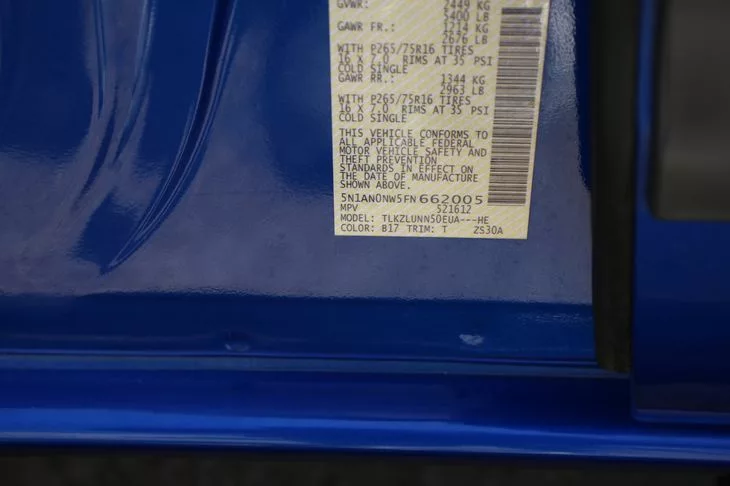 GVWR: 2449 KG
5400 LB
GAWR FR.: 1214 KG
2676 LB
WITH P265/75R16 TIRES
16 X 7.0 RIMS AT 35 PSI
COLD SINGLE
GAWR RR.: 1344 KG
2963 LB
WITH P265/75R16 TIRES
16 X 7.0 RIMS AT 35 PSI
COLD SINGLE
THIS VEHICLE CONFORMS TO
ALL APPLICABLE FEDERAL
MOTOR VEHICLE SAFETY AND
THEFT PREVENTION
STANDARDS IN EFFECT ON
THE DATE OF MANUFACTURE
SHOWN ABOVE.
5N1AN0NW5FN662005
MPV 521612
MODEL: TLKZLUNN50EUA---HE
COLOR: B17 TRIM: T ZS30A